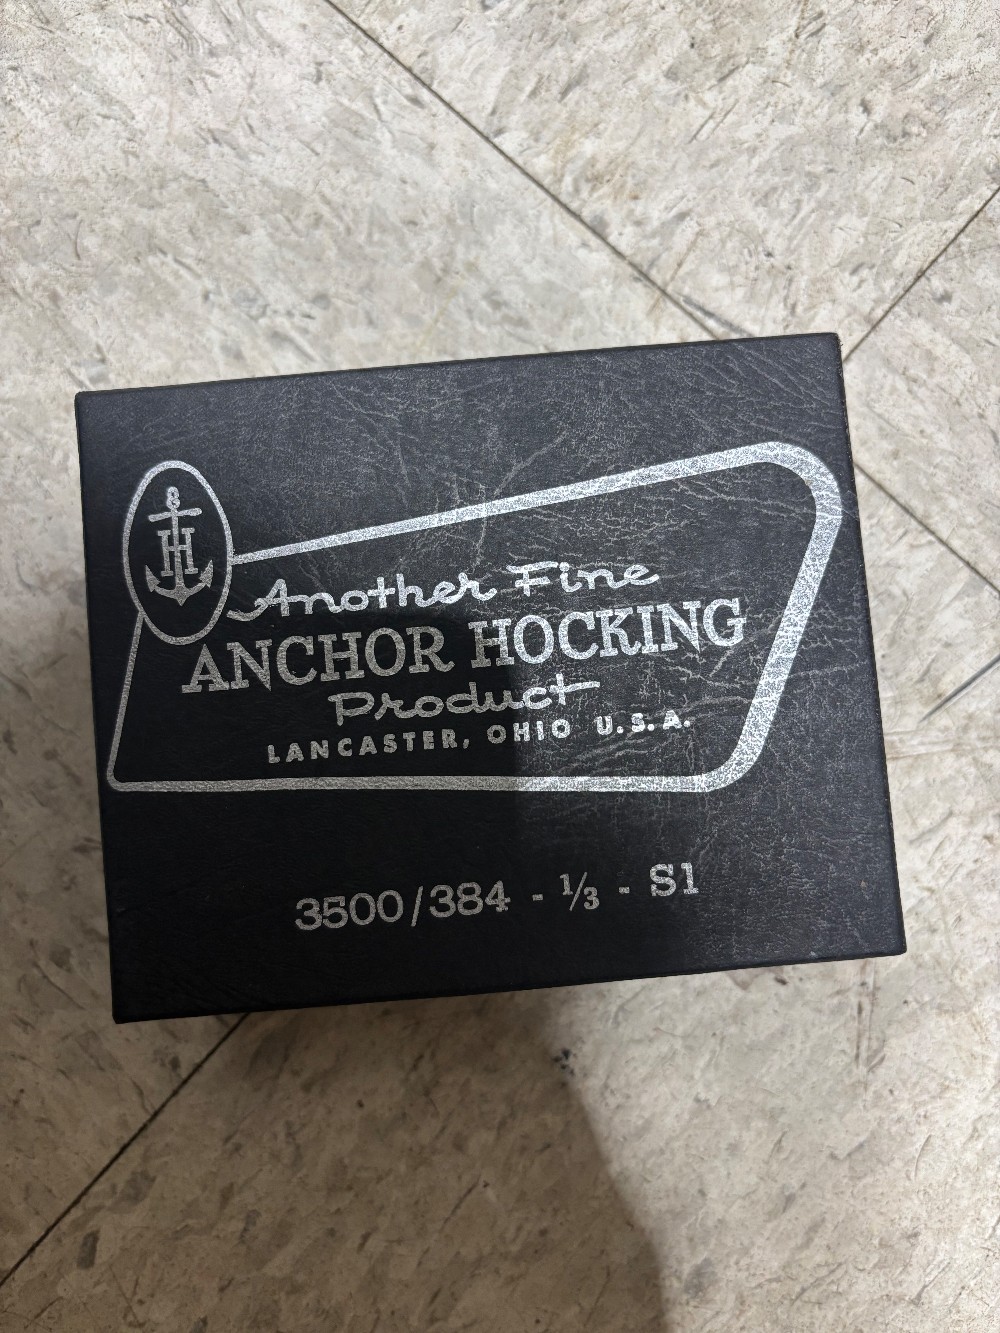 H
Another Fine
ANCHOR HOCKING
Product
LANCASTER, OHIO U.S.A.
3500/384 - 1/3 - S1